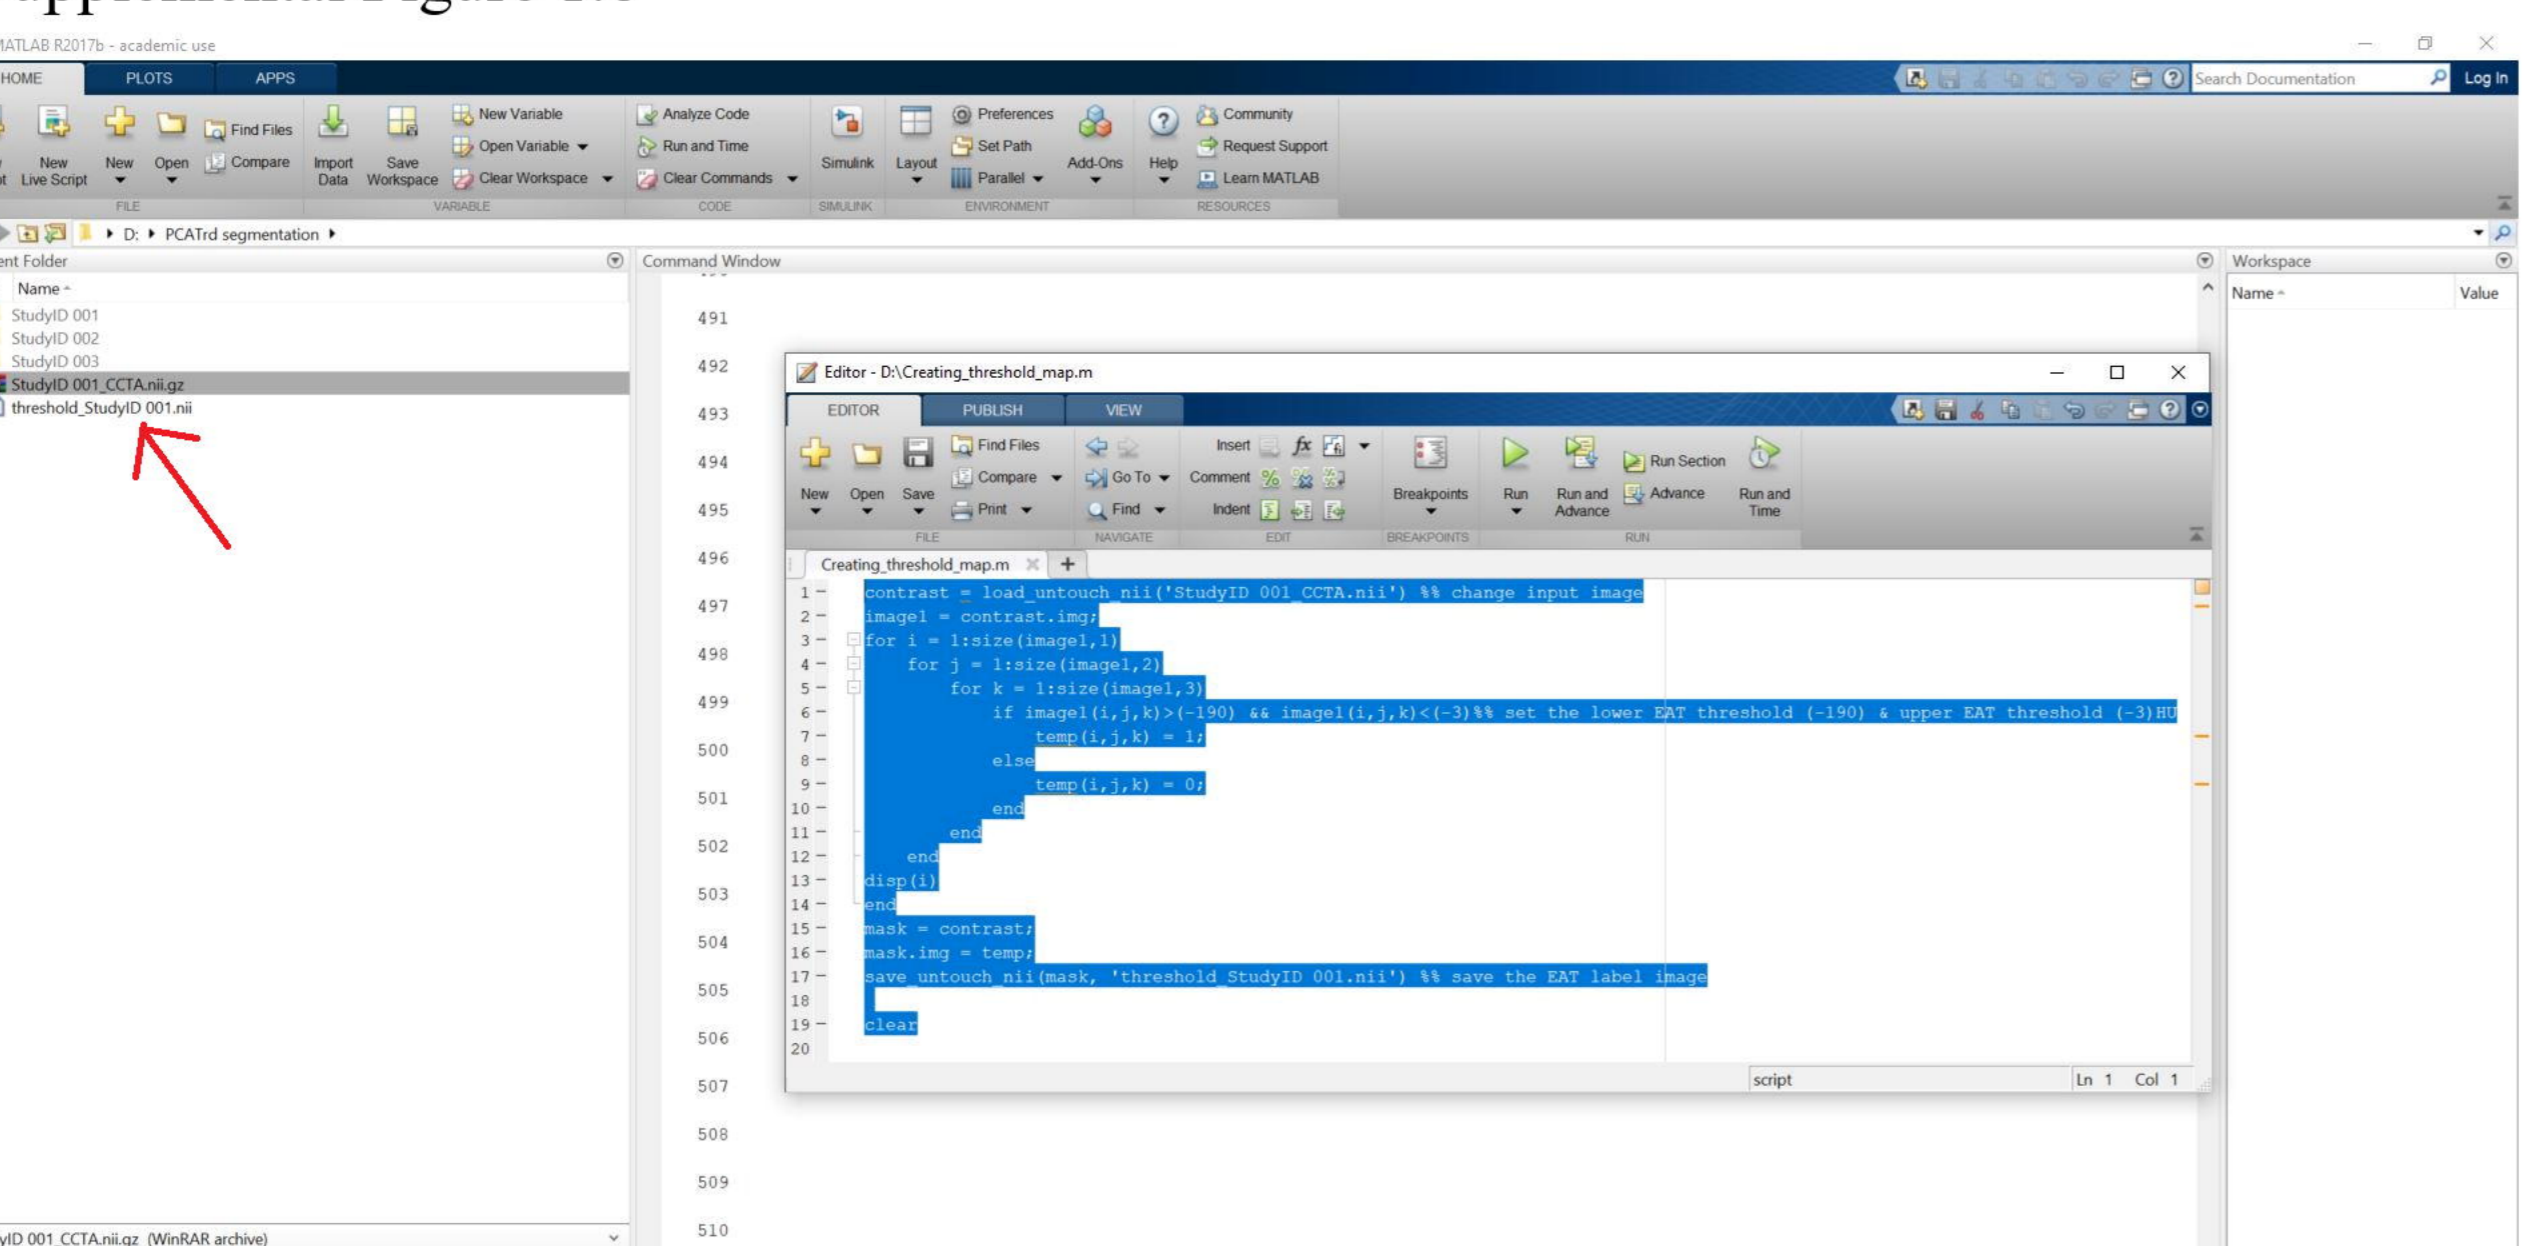 MATLAB R2017b - academic use
HOME PLOTS APPS Search Documentation Log In
New Live Script
New
Open
Find Files
Compare
FILE
Import Data
Save Workspace
New Variable
Open Variable
Clear Workspace
VARIABLE
Analyze Code
Run and Time
Clear Commands
CODE
Simulink
SIMULINK
Layout
Preferences
Set Path
Parallel
Add-Ons
ENVIRONMENT
Help
Community
Request Support
Learn MATLAB
RESOURCES
D: PCATrd segmentation
ent Folder
Name
StudyID 001
StudyID 002
StudyID 003
StudyID 001_CCTA.nii.gz
threshold_StudyID 001.nii
yID 001_CCTA.nii.gz (WinRAR archive)
Command Window
491
492
493
494
495
496
497
498
499
500
501
502
503
504
505
506
507
508
509
510
Editor - D:\Creating_threshold_map.m
EDITOR PUBLISH VIEW
New
Open
Save
Find Files
Compare
Print
FILE
Go To
Find
NAVIGATE
Insert fx
Comment
Indent
EDIT
Breakpoints
BREAKPOINTS
Run
Run and Advance
Run Section
Advance
Run and Time
RUN
Creating_threshold_map.m
1 contrast = load_untouch_nii('StudyID 001_CCTA.nii') %% change input image
2 image1 = contrast.img;
3 for i = 1:size(image1,1)
4 for j = 1:size(image1,2)
5 for k = 1:size(image1,3)
6 if image1(i,j,k)>(-190) && image1(i,j,k)<(-3)%% set the lower EAT threshold (-190) & upper EAT threshold (-3)HU
7 temp(i,j,k) = 1;
8 else
9 temp(i,j,k) = 0;
10 end
11 end
12 end
13 disp(i)
14 end
15 mask = contrast;
16 mask.img = temp;
17 save_untouch_nii(mask, 'threshold_StudyID 001.nii') %% save the EAT label image
18
19 clear
20
script Ln 1 Col 1
Workspace
Name Value